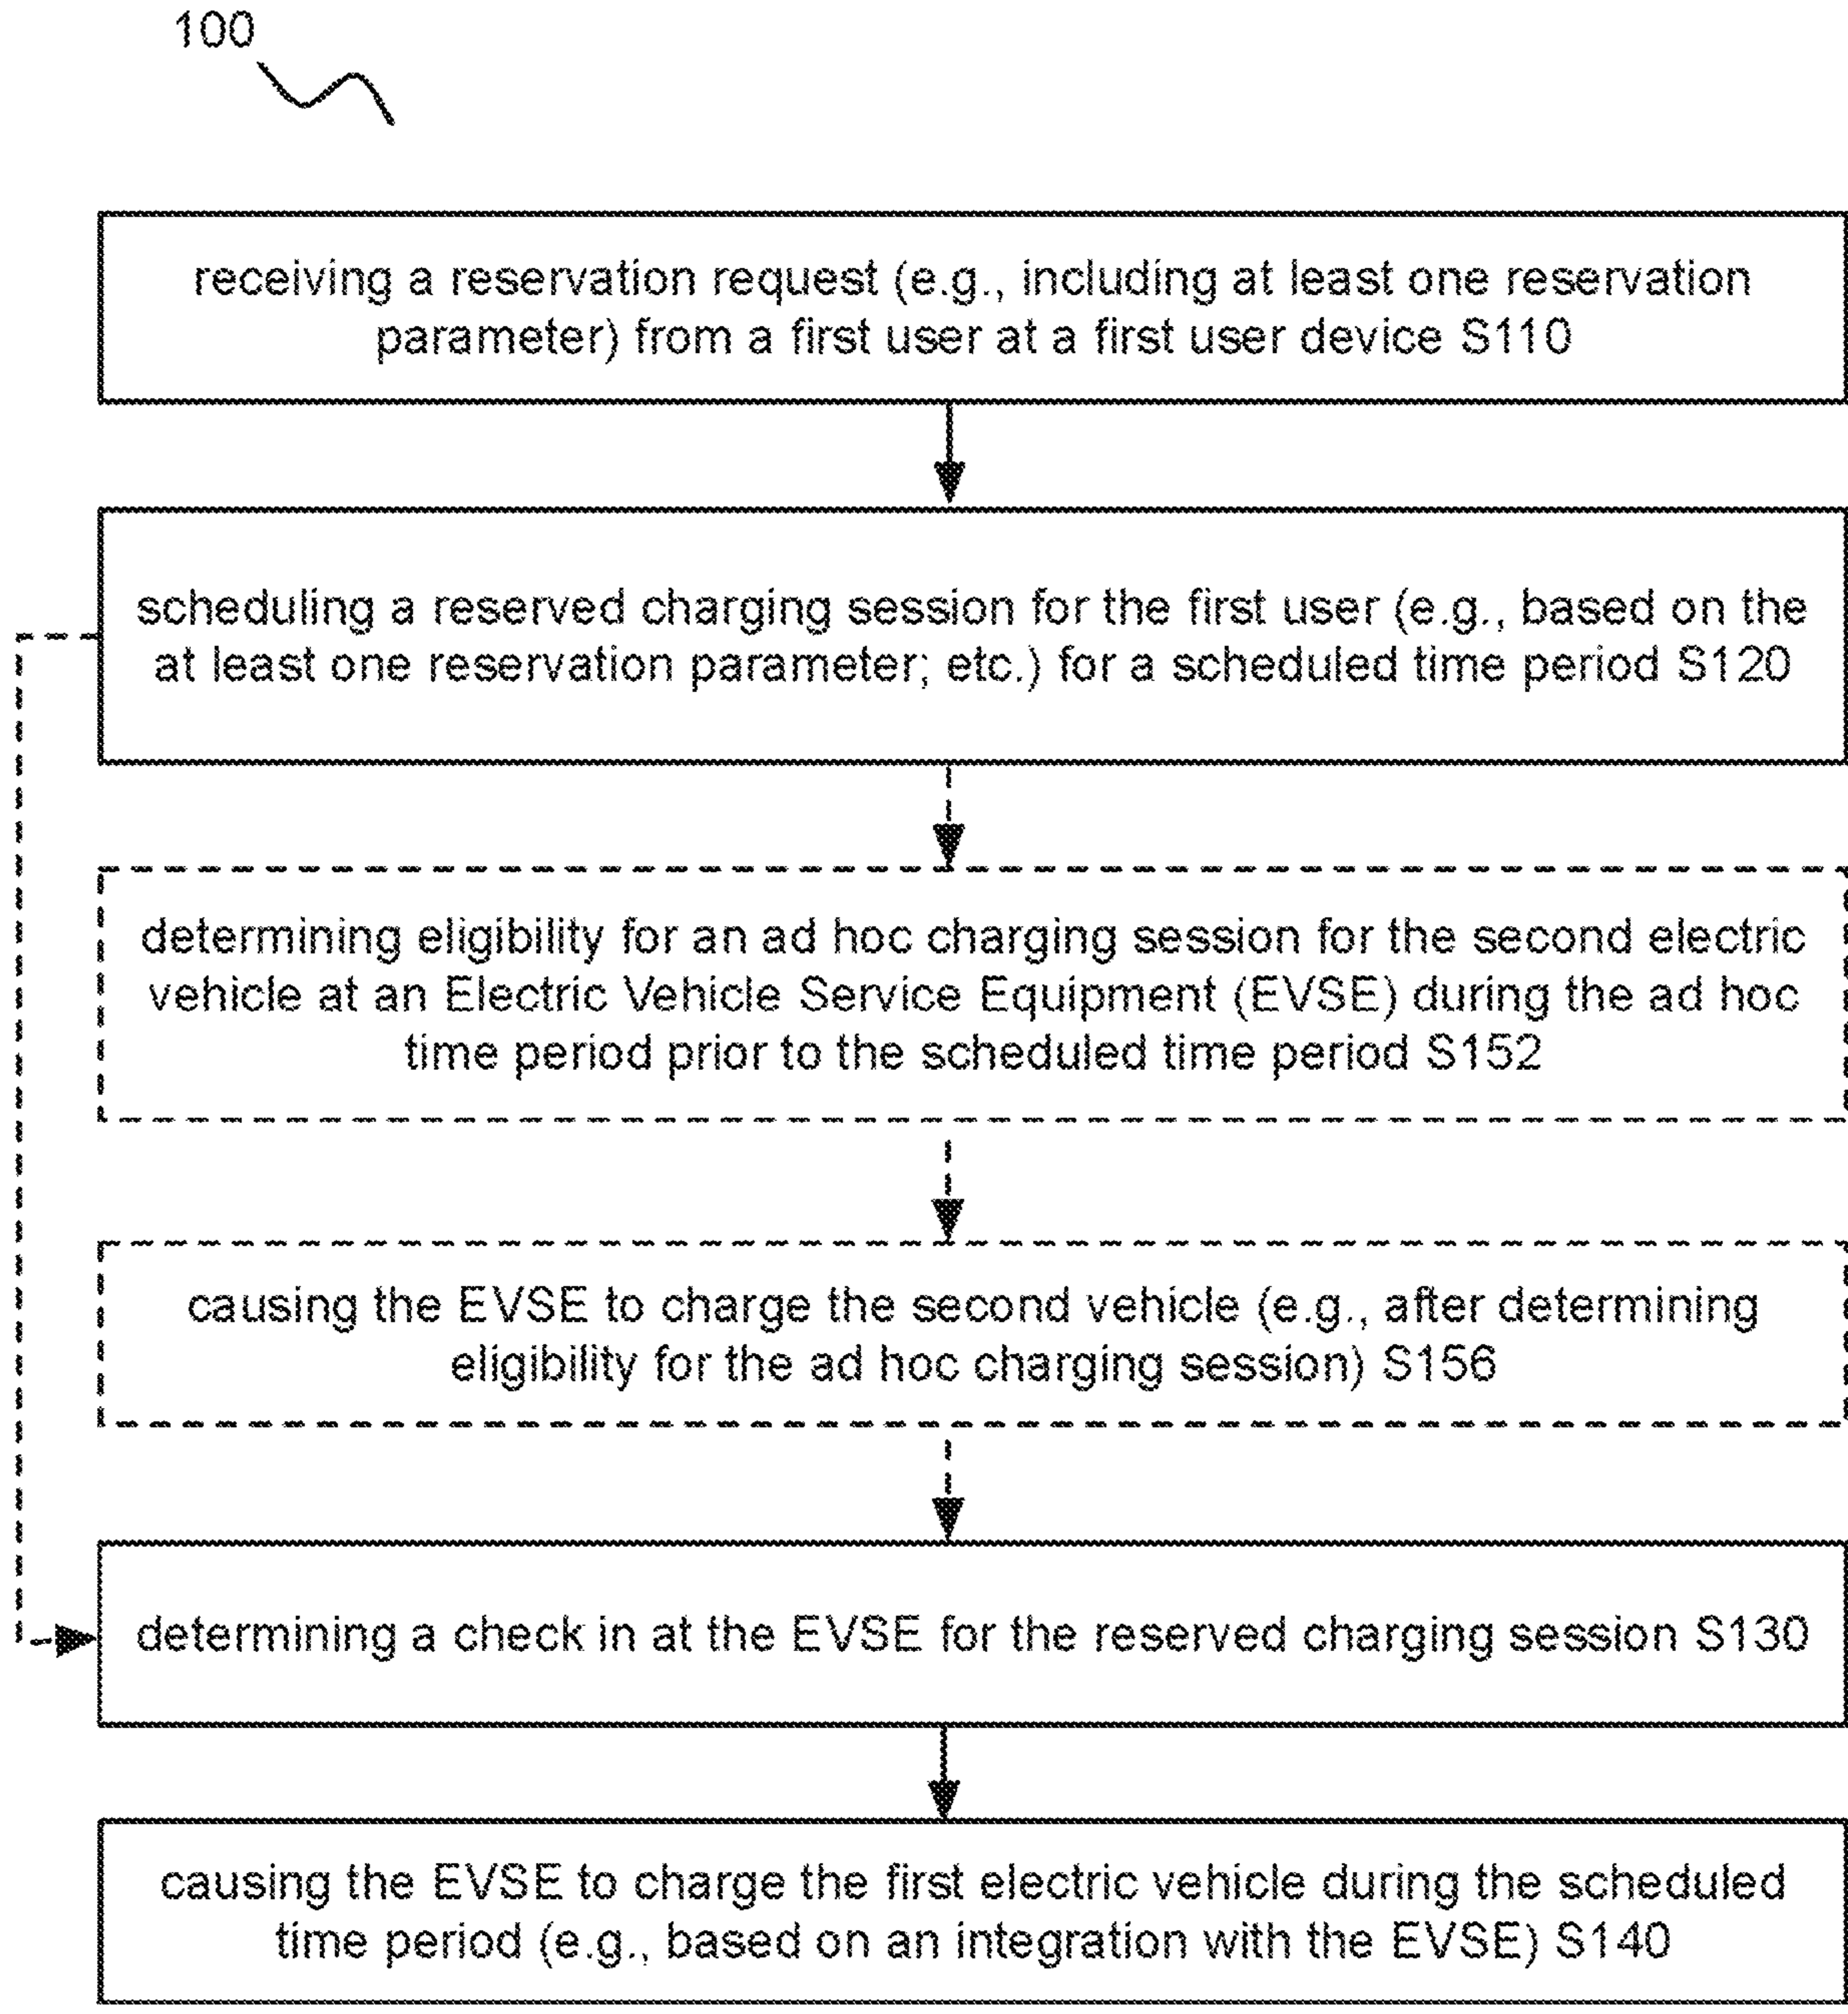 100
receiving a reservation request (e.g., including at least one reservation
parameter) from a first user at a first user device S110
scheduling a reserved charging session for the first user (e.g., based on the
at least one reservation parameter; etc.) for a scheduled time period S120
determining eligibility for an ad hoc charging session for the second electric
vehicle at an Electric Vehicle Service Equipment (EVSE) during the ad hoc
time period prior to the scheduled time period S152
causing the EVSE to charge the second vehicle (e.g., after determining
eligibility for the ad hoc charging session) S156
determining a check in at the EVSE for the reserved charging session S130
causing the EVSE to charge the first electric vehicle during the scheduled
time period (e.g., based on an integration with the EVSE) S140